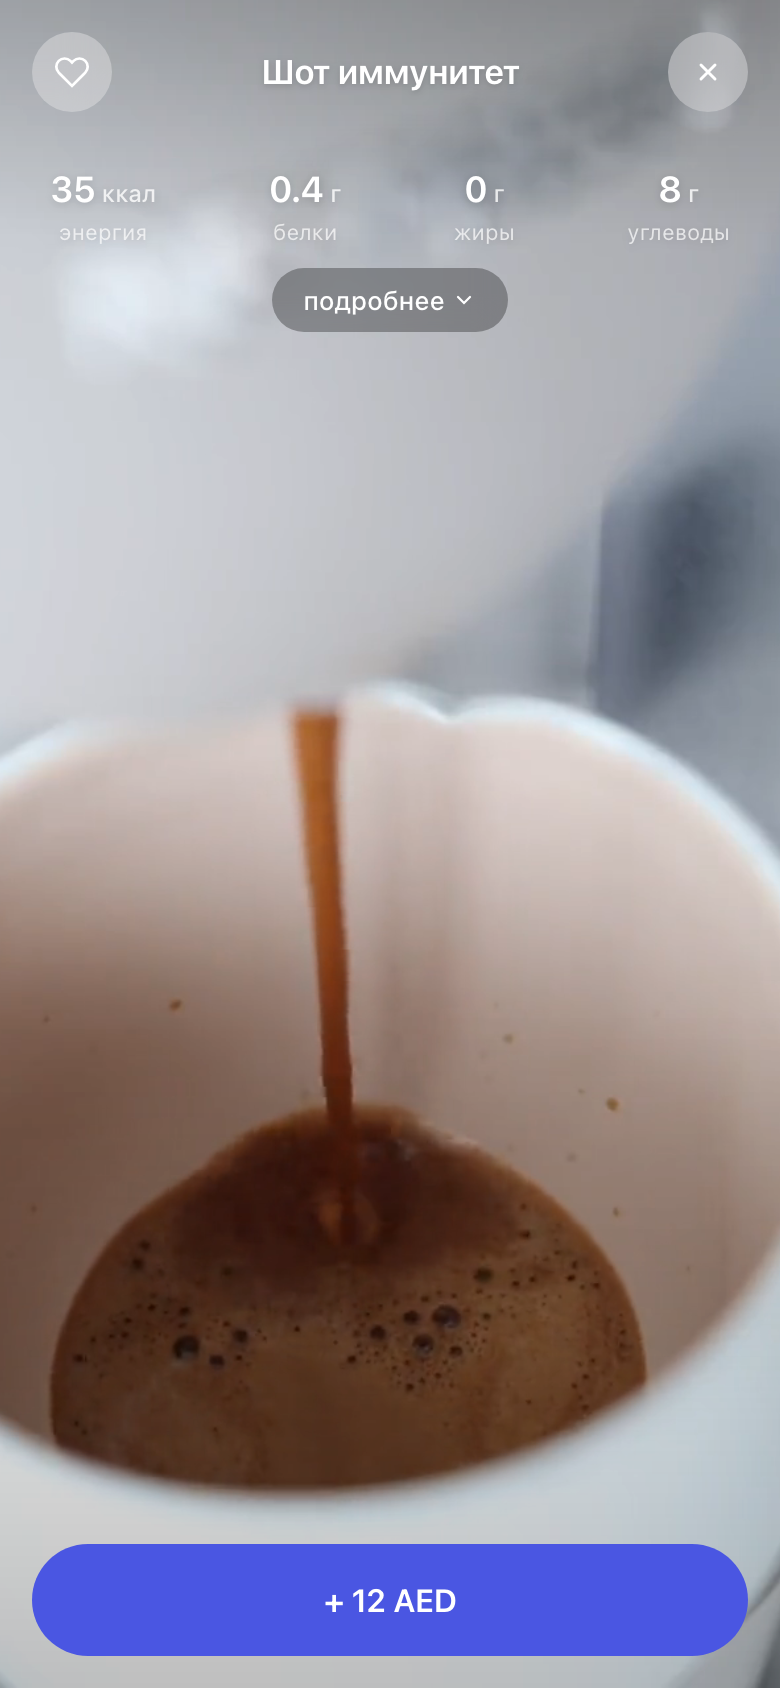 Шот иммунитет
35 ккал
энергия
0.4 г
белки
0 г
жиры
8 г
углеводы
подробнее
+ 12 AED